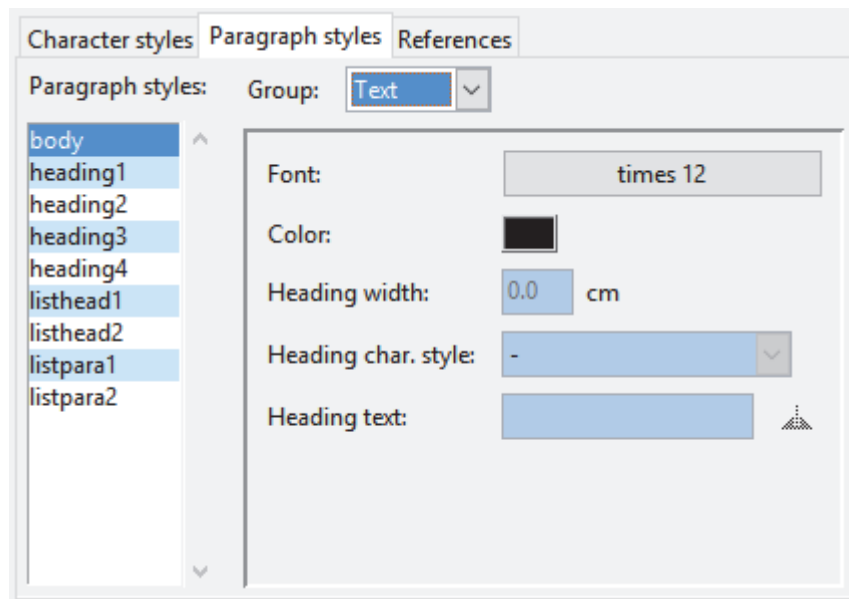 Character styles Paragraph styles References
Paragraph styles: Group: Text
body
heading1
heading2
heading3
heading4
listhead1
listhead2
listpara1
listpara2
Font: times 12
Color:
Heading width: 0.0 cm
Heading char. style: -
Heading text: